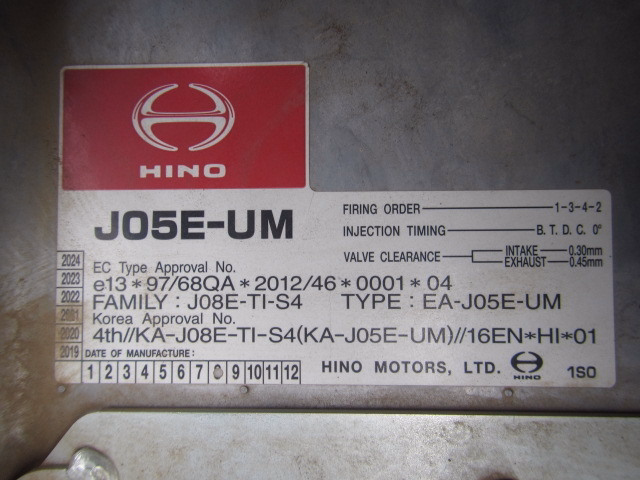 HINO
J05E-UM
FIRING ORDER 1-3-4-2
INJECTION TIMING B.T.D.C. 0°
VALVE CLEARANCE INTAKE 0.30mm
EXHAUST 0.45mm
2024
2023
2022
2020
2019
EC Type Approval No.
e13*97/68QA*2012/46*0001*04
FAMILY : J08E-TI-S4 TYPE : EA-J05E-UM
Korea Approval No.
4th//KA-J08E-TI-S4(KA-J05E-UM)//16EN*HI*01
DATE OF MANUFACTURE:
1 2 3 4 5 6 7 8 9 10 11 12
HINO MOTORS, LTD. HINO 1S0